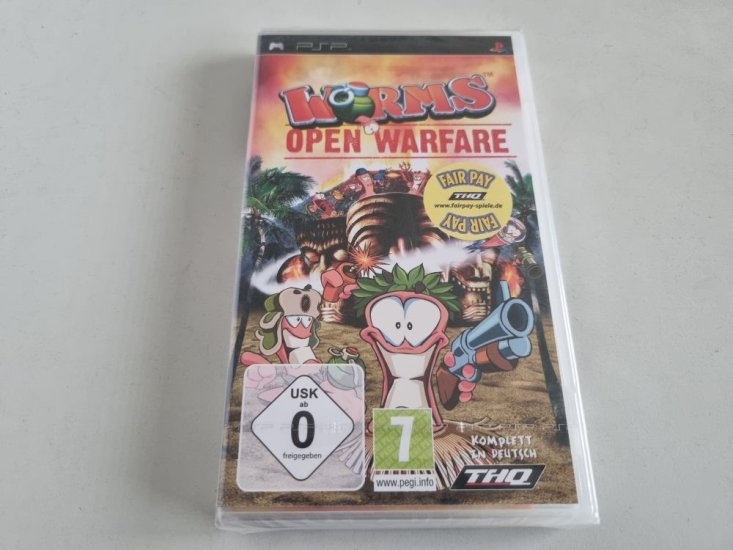 PSP
WORMS™
OPEN WARFARE
FAIR PAY
THQ
www.fairpay-spiele.de
FAIR PAY
USK
ab
0
freigegeben
7
www.pegi.info
KOMPLETT
IN DEUTSCH
THQ